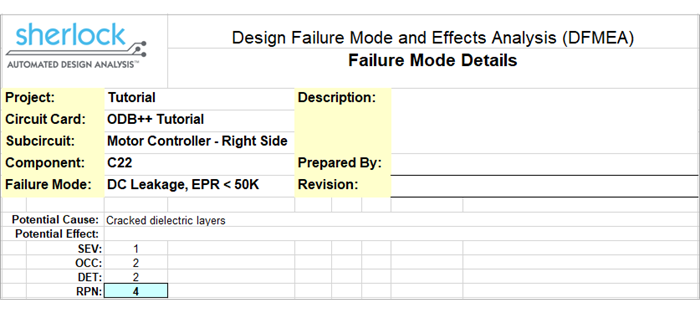 sherlock
AUTOMATED DESIGN ANALYSIS™
Design Failure Mode and Effects Analysis (DFMEA)
Failure Mode Details
Project: Tutorial Description:
Circuit Card: ODB++ Tutorial
Subcircuit: Motor Controller - Right Side
Component: C22 Prepared By:
Failure Mode: DC Leakage, EPR < 50K Revision:
Potential Cause: Cracked dielectric layers
Potential Effect:
SEV: 1
OCC: 2
DET: 2
RPN: 4